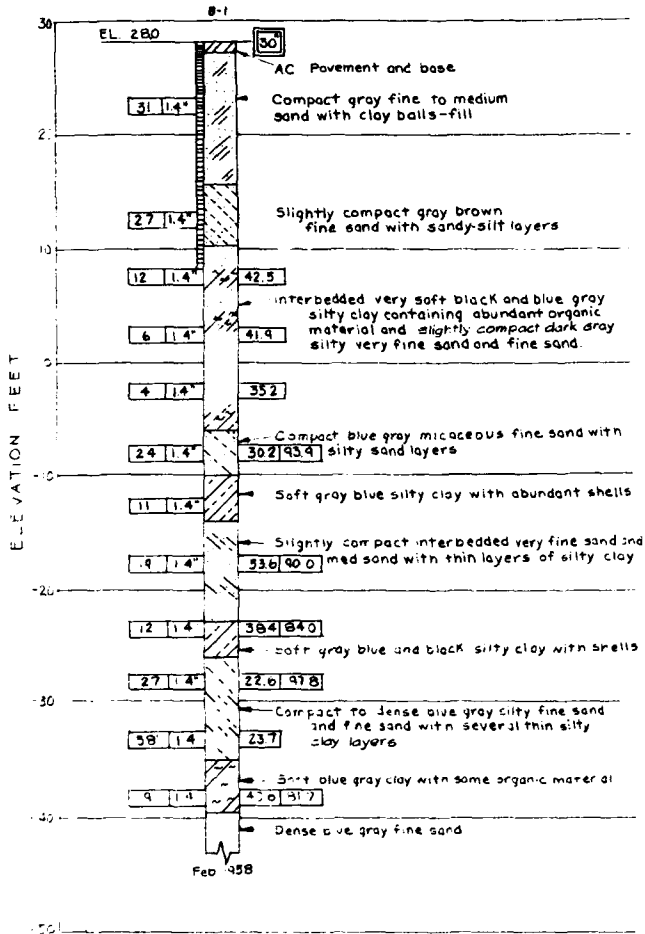 B-1
30
EL. 28.0
30"
AC Pavement and base
Compact gray fine to medium
sand with clay balls-fill
31 1.4"
20
27 1.4"
Slightly compact gray brown
fine sand with sandy-silt layers
10
12 1.4" 42.5
Interbedded very soft black and blue gray
silty clay containing abundant organic
material and slightly compact dark gray
silty very fine sand and fine sand.
6 1.4" 41.9
0
4 1.4" 35.2
ELEVATION FEET
Compact blue gray micaceous fine sand with
silty sand layers
24 1.4" 30.2 93.9
-10
Soft gray blue silty clay with abundant shells
11 1.4"
Slightly compact interbedded very fine sand and
med sand with thin layers of silty clay
9 1.4" 33.6 90.0
-20
12 1.4 38.4 84.0
Soft gray blue and black silty clay with shells
27 1.4" 22.6 97.8
-30
Compact to dense blue gray silty fine sand
and fine sand with several thin silty
clay layers
38 1.4 23.7
Soft blue gray clay with some organic material
9 1.4 81.7
-40
Dense blue gray fine sand
Feb 1958
-50